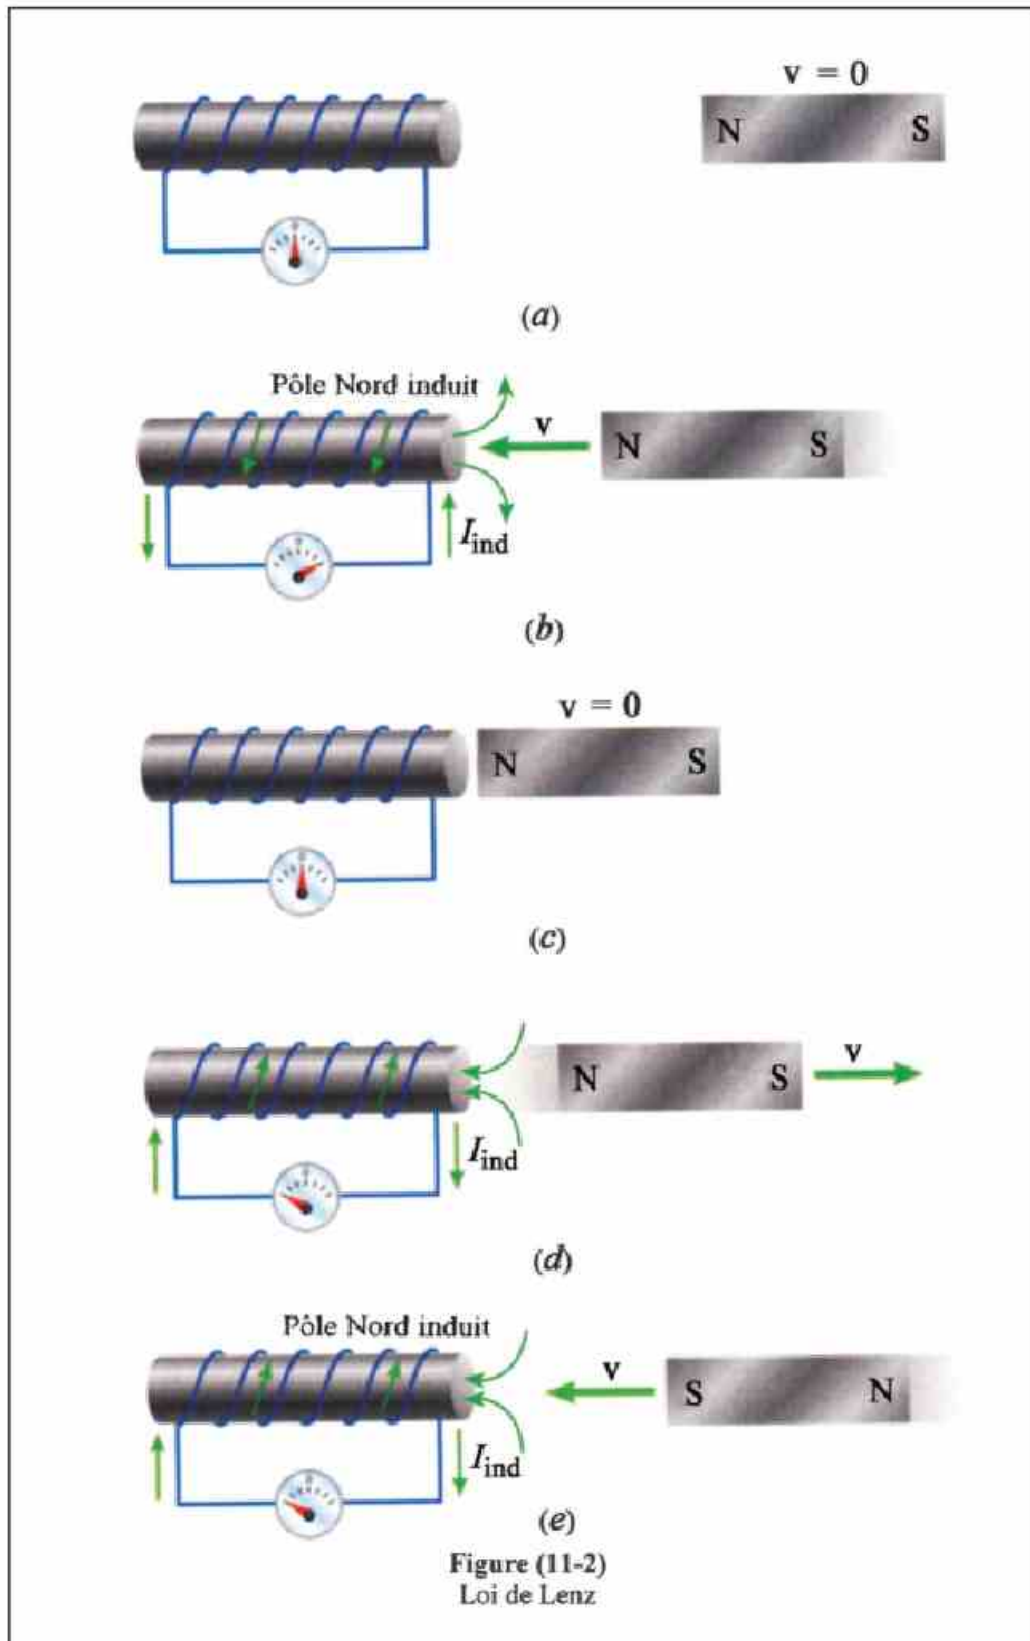 v = 0
N S
(a)
Pôle Nord induit
v
N S
I_ind
(b)
v = 0
N S
(c)
N S
v
I_ind
(d)
Pôle Nord induit
v
S N
I_ind
(e)
Figure (11-2)
Loi de Lenz